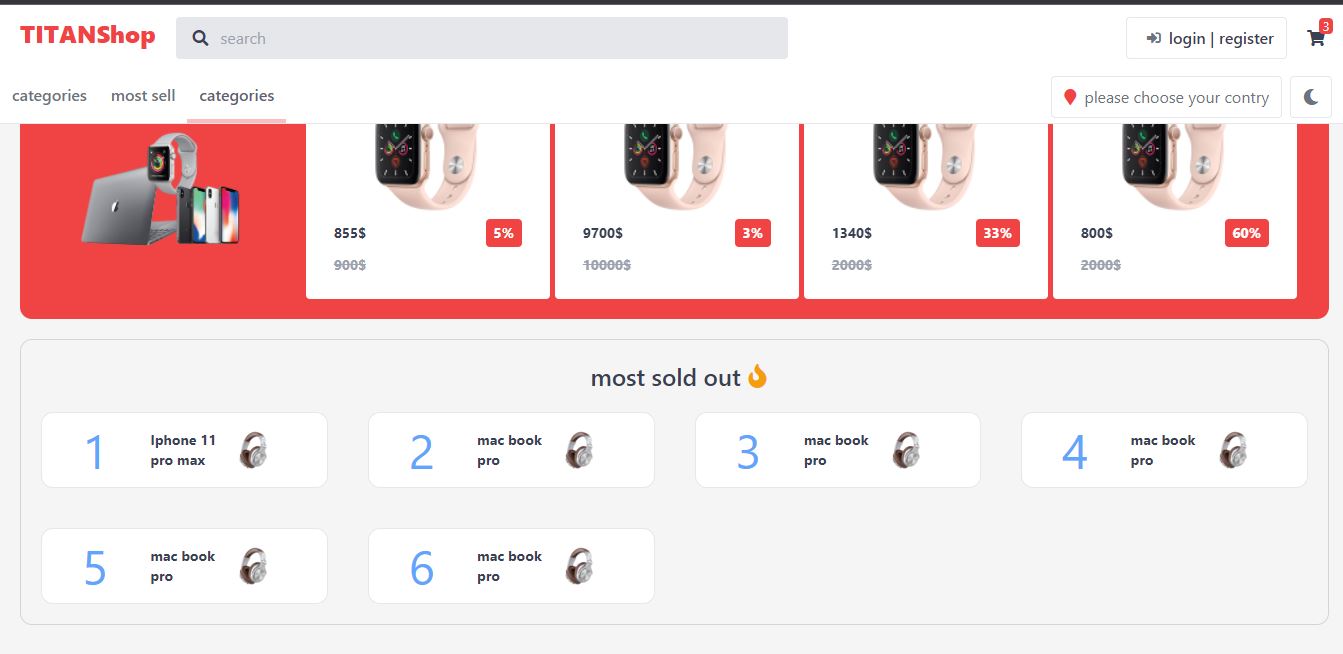 TITANShop
search
login | register
3
categories
most sell
categories
please choose your contry
855$
5%
900$
9700$
3%
10000$
1340$
33%
2000$
800$
60%
2000$
most sold out
1
Iphone 11
pro max
2
mac book
pro
3
mac book
pro
4
mac book
pro
5
mac book
pro
6
mac book
pro